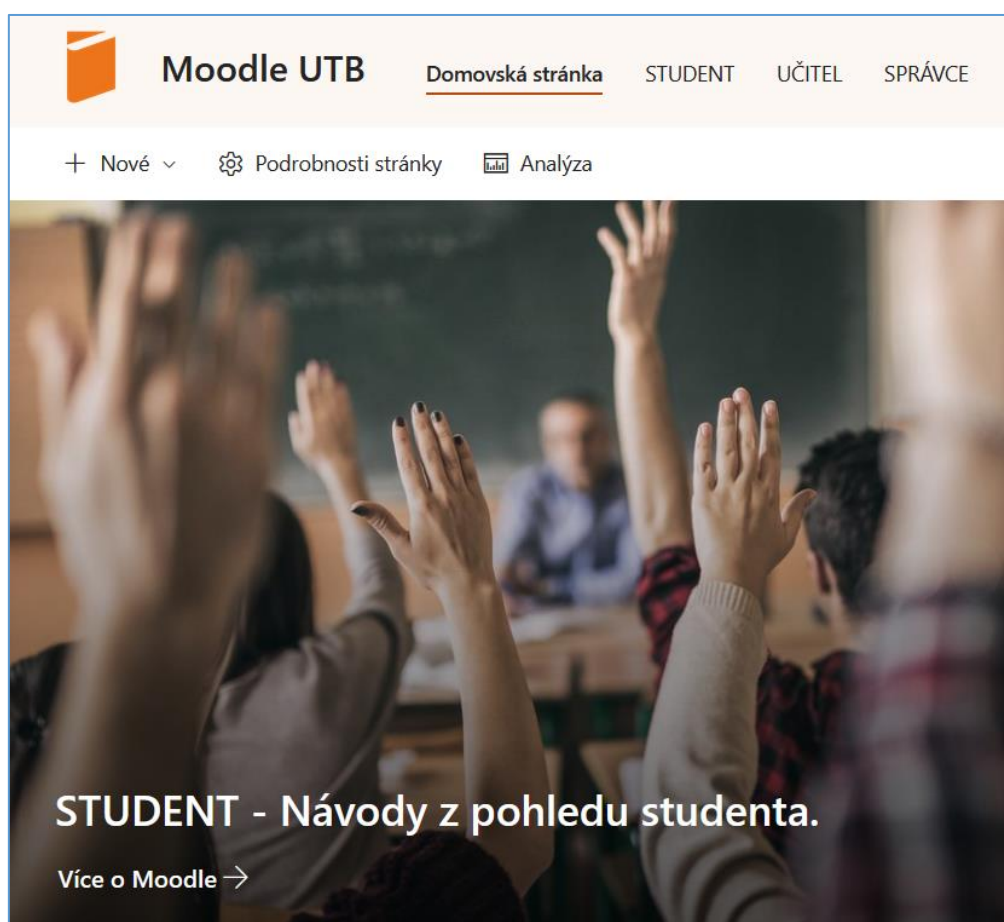 Moodle UTB
Domovská stránka STUDENT UČITEL SPRÁVCE
+ Nové Podrobnosti stránky Analýza
STUDENT - Návody z pohledu studenta.
Více o Moodle →